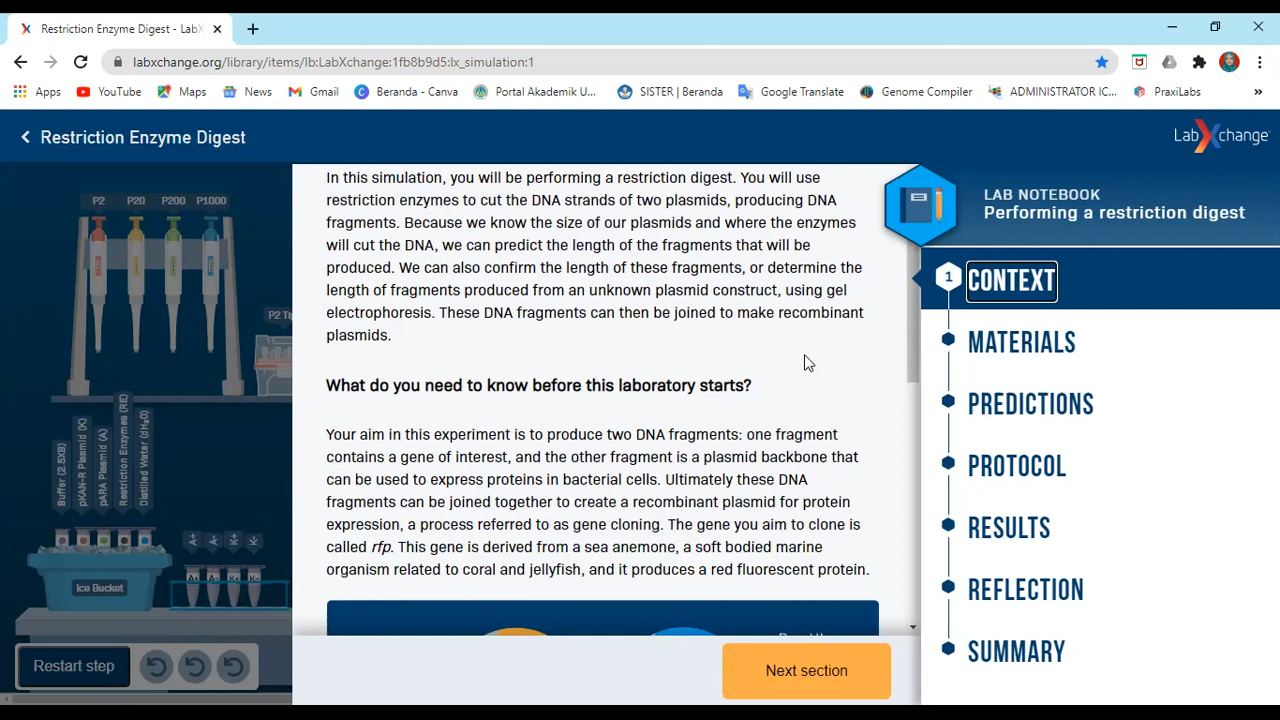 Restriction Enzyme Digest - LabX
labxchange.org/library/items/lb:LabXchange:1fb8b9d5:lx_simulation:1
Apps YouTube Maps News Gmail Beranda - Canva Portal Akademik U... SISTER | Beranda Google Translate Genome Compiler ADMINISTRATOR IC... PraxiLabs »
Restriction Enzyme Digest
LabXchange
P2 P20 P200 P1000
P2 Ti
Buffer (2.5XB)
pKAN-R Plasmid (K)
pARA Plasmid (A)
Restriction Enzymes (RE)
Distilled Water (dH₂O)
A+ A- K+ K-
A+ A- K+ K-
Ice Bucket
Restart step
In this simulation, you will be performing a restriction digest. You will use
restriction enzymes to cut the DNA strands of two plasmids, producing DNA
fragments. Because we know the size of our plasmids and where the enzymes
will cut the DNA, we can predict the length of the fragments that will be
produced. We can also confirm the length of these fragments, or determine the
length of fragments produced from an unknown plasmid construct, using gel
electrophoresis. These DNA fragments can then be joined to make recombinant
plasmids.
What do you need to know before this laboratory starts?
Your aim in this experiment is to produce two DNA fragments: one fragment
contains a gene of interest, and the other fragment is a plasmid backbone that
can be used to express proteins in bacterial cells. Ultimately these DNA
fragments can be joined together to create a recombinant plasmid for protein
expression, a process referred to as gene cloning. The gene you aim to clone is
called rfp. This gene is derived from a sea anemone, a soft bodied marine
organism related to coral and jellyfish, and it produces a red fluorescent protein.
Next section
LAB NOTEBOOK
Performing a restriction digest
1 CONTEXT
MATERIALS
PREDICTIONS
PROTOCOL
RESULTS
REFLECTION
SUMMARY